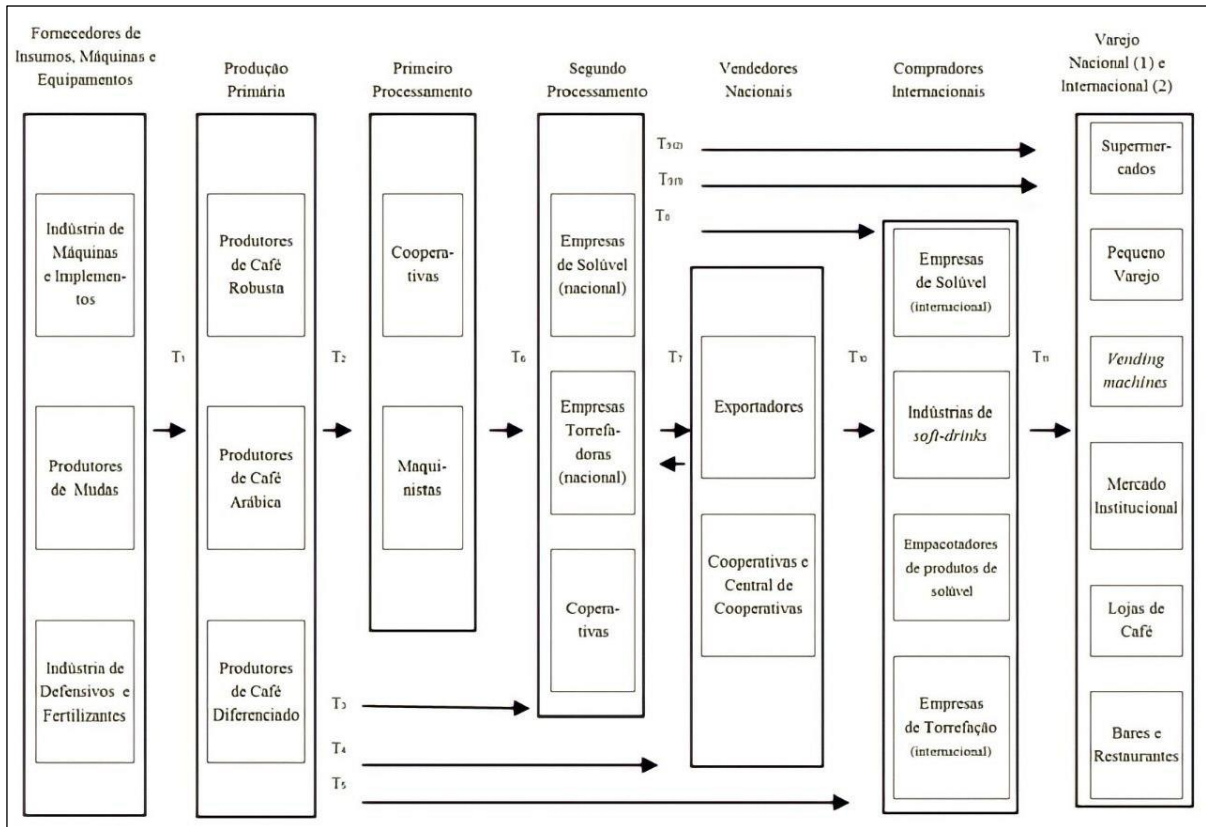 Fornecedores de
Insumos, Máquinas e
Equipamentos
Produção
Primária
Primeiro
Processamento
Segundo
Processamento
Vendedores
Nacionais
Compradores
Internacionais
Varejo
Nacional (1) e
Internacional (2)
Indústria de
Máquinas
e Implemen-
tos
Produtores
de Mudas
Indústria de
Defensivos e
Fertilizantes
T1
Produtores
de Café
Robusta
Produtores
de Café
Arábica
Produtores
de Café
Diferenciado
T2
T3
T4
T5
Coopera-
tivas
Maqui-
nistas
T6
Empresas
de Solúvel
(nacional)
Empresas
Torrefa-
doras
(nacional)
Coopera-
tivas
T9(2)
T9(1)
T8
T7
Exportadores
Cooperativas e
Central de
Cooperativas
T10
Empresas
de Solúvel
(internacional)
Indústrias de
soft-drinks
Empacotadores
de produtos de
solúvel
Empresas
de Torrefação
(internacional)
T11
Supermer-
cados
Pequeno
Varejo
Vending
machines
Mercado
Institucional
Lojas de
Café
Bares e
Restaurantes